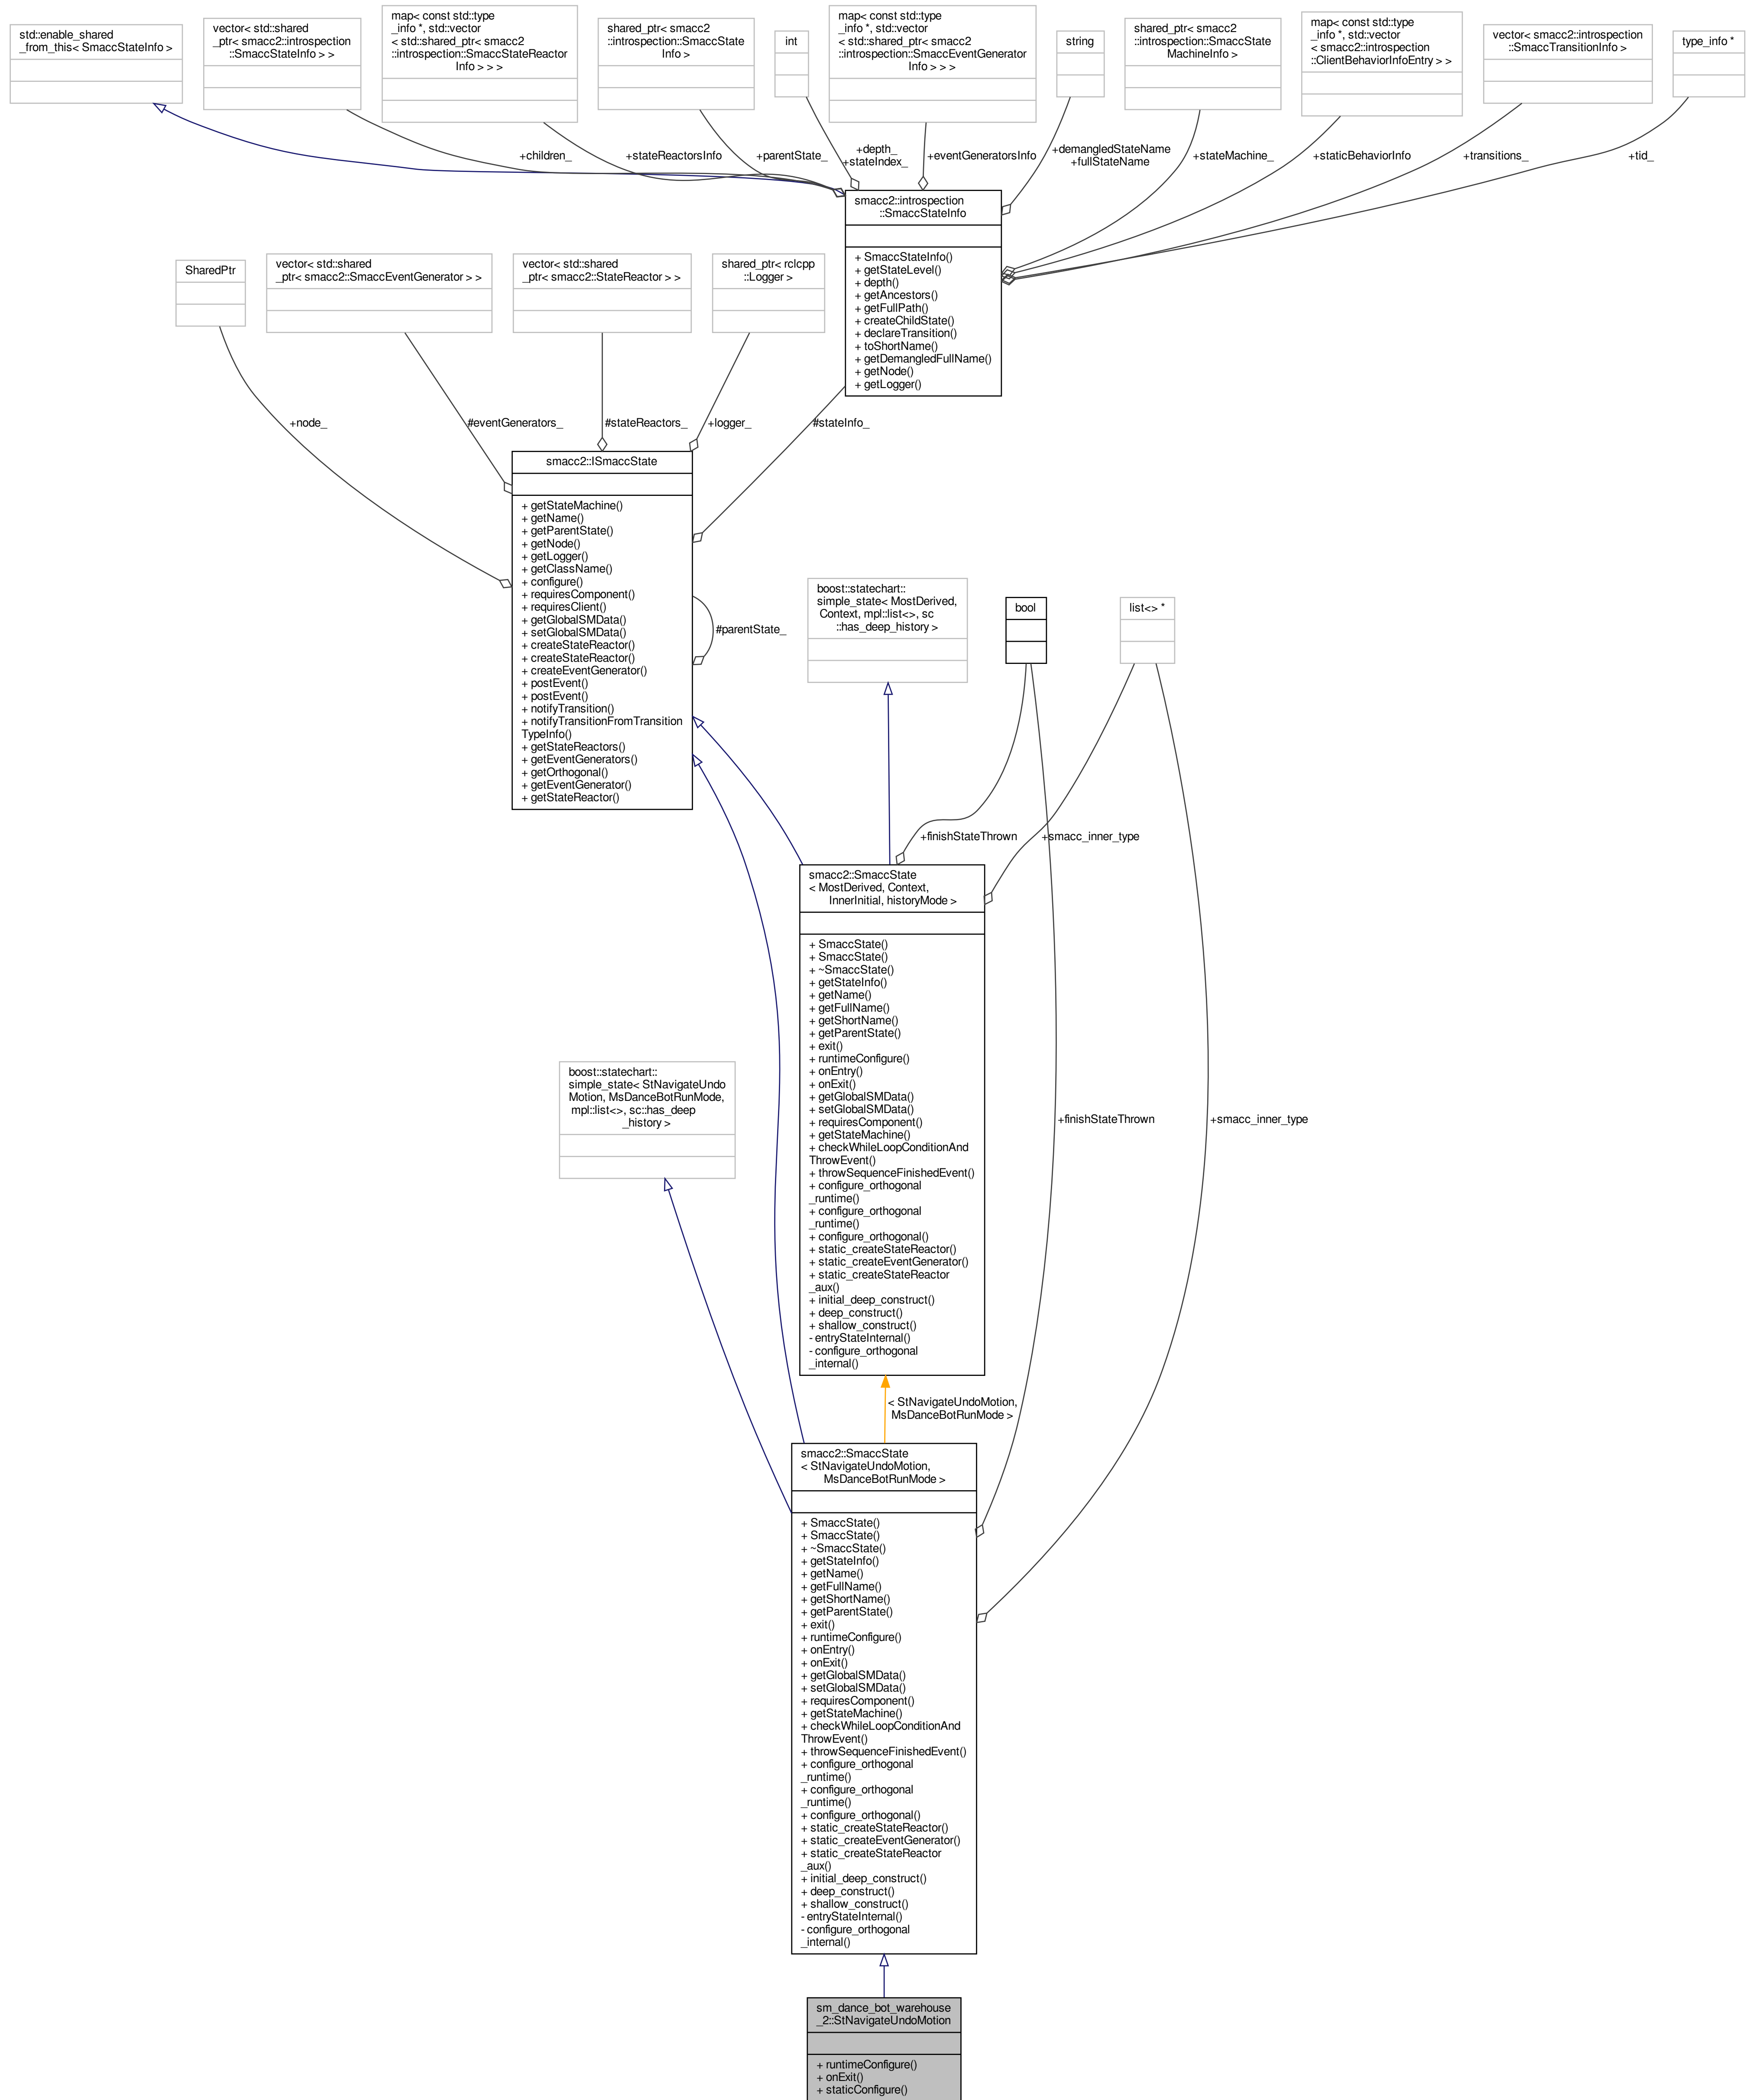 std::enable_shared
_from_this< SmaccStateInfo >
vector< std::shared
_ptr< smacc2::introspection
::SmaccStateInfo > >
map< const std::type
_info *, std::vector
< std::shared_ptr< smacc2
::introspection::SmaccStateReactor
Info > > >
shared_ptr< smacc2
::introspection::SmaccState
Info >
int
map< const std::type
_info *, std::vector
< std::shared_ptr< smacc2
::introspection::SmaccEventGenerator
Info > > >
string
shared_ptr< smacc2
::introspection::SmaccState
MachineInfo >
map< const std::type
_info *, std::vector
< smacc2::introspection
::ClientBehaviorInfoEntry > >
vector< smacc2::introspection
::SmaccTransitionInfo >
type_info *
+children_
+stateReactorsInfo
+parentState_
+depth_
+stateIndex_
+eventGeneratorsInfo
+demangledStateName
+fullStateName
+stateMachine_
+staticBehaviorInfo
+transitions_
+tid_
smacc2::introspection
::SmaccStateInfo
+ SmaccStateInfo()
+ getStateLevel()
+ depth()
+ getAncestors()
+ getFullPath()
+ createChildState()
+ declareTransition()
+ toShortName()
+ getDemangledFullName()
+ getNode()
+ getLogger()
SharedPtr
vector< std::shared
_ptr< smacc2::SmaccEventGenerator > >
vector< std::shared
_ptr< smacc2::StateReactor > >
shared_ptr< rclcpp
::Logger >
+node_
#eventGenerators_
#stateReactors_
+logger_
#stateInfo_
smacc2::ISmaccState
+ getStateMachine()
+ getName()
+ getParentState()
+ getNode()
+ getLogger()
+ getClassName()
+ configure()
+ requiresComponent()
+ requiresClient()
+ getGlobalSMData()
+ setGlobalSMData()
+ createStateReactor()
+ createStateReactor()
+ createEventGenerator()
+ postEvent()
+ postEvent()
+ notifyTransition()
+ notifyTransitionFromTransition
TypeInfo()
+ getStateReactors()
+ getEventGenerators()
+ getOrthogonal()
+ getEventGenerator()
+ getStateReactor()
#parentState_
boost::statechart::
simple_state< MostDerived,
Context, mpl::list<>, sc
::has_deep_history >
bool
list<> *
+finishStateThrown
+smacc_inner_type
smacc2::SmaccState
< MostDerived, Context,
InnerInitial, historyMode >
+ SmaccState()
+ SmaccState()
+ ~SmaccState()
+ getStateInfo()
+ getName()
+ getFullName()
+ getShortName()
+ getParentState()
+ exit()
+ runtimeConfigure()
+ onEntry()
+ onExit()
+ getGlobalSMData()
+ setGlobalSMData()
+ requiresComponent()
+ getStateMachine()
+ checkWhileLoopConditionAnd
ThrowEvent()
+ throwSequenceFinishedEvent()
+ configure_orthogonal
_runtime()
+ configure_orthogonal
_runtime()
+ configure_orthogonal()
+ static_createStateReactor()
+ static_createEventGenerator()
+ static_createStateReactor
_aux()
+ initial_deep_construct()
+ deep_construct()
+ shallow_construct()
- entryStateInternal()
- configure_orthogonal
_internal()
boost::statechart::
simple_state< StNavigateUndo
Motion, MsDanceBotRunMode,
mpl::list<>, sc::has_deep
_history >
+finishStateThrown
+smacc_inner_type
< StNavigateUndoMotion,
MsDanceBotRunMode >
smacc2::SmaccState
< StNavigateUndoMotion,
MsDanceBotRunMode >
+ SmaccState()
+ SmaccState()
+ ~SmaccState()
+ getStateInfo()
+ getName()
+ getFullName()
+ getShortName()
+ getParentState()
+ exit()
+ runtimeConfigure()
+ onEntry()
+ onExit()
+ getGlobalSMData()
+ setGlobalSMData()
+ requiresComponent()
+ getStateMachine()
+ checkWhileLoopConditionAnd
ThrowEvent()
+ throwSequenceFinishedEvent()
+ configure_orthogonal
_runtime()
+ configure_orthogonal
_runtime()
+ configure_orthogonal()
+ static_createStateReactor()
+ static_createEventGenerator()
+ static_createStateReactor
_aux()
+ initial_deep_construct()
+ deep_construct()
+ shallow_construct()
- entryStateInternal()
- configure_orthogonal
_internal()
sm_dance_bot_warehouse
_2::StNavigateUndoMotion
+ runtimeConfigure()
+ onExit()
+ staticConfigure()